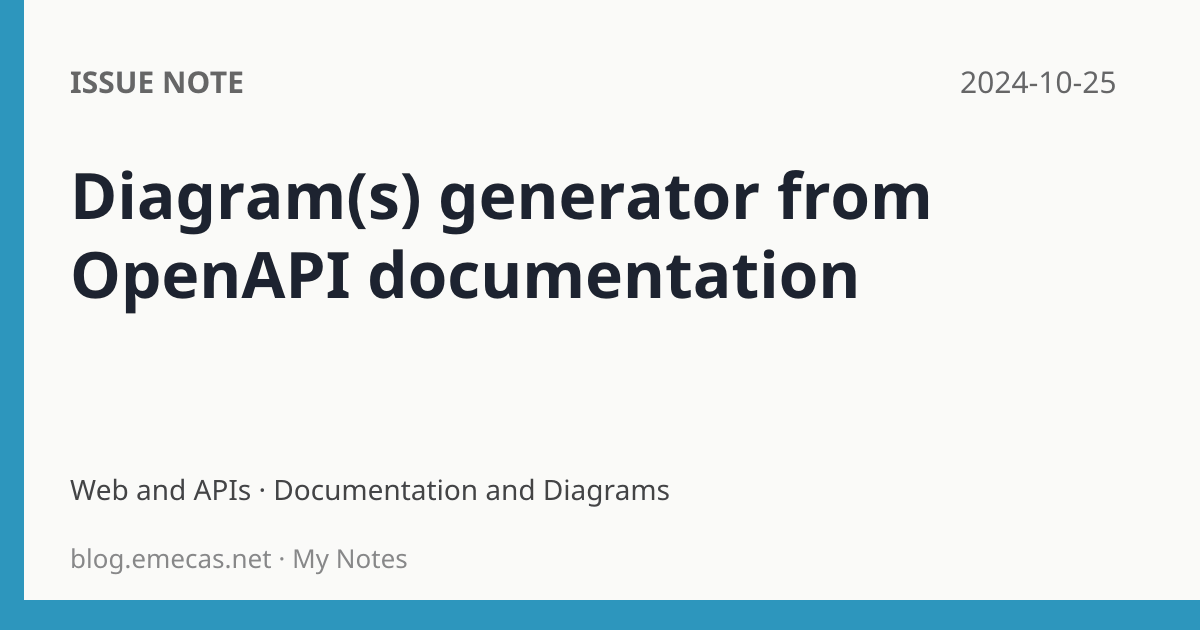 ISSUE NOTE
2024-10-25
Diagram(s) generator from
OpenAPI documentation
Web and APIs · Documentation and Diagrams
blog.emecas.net · My Notes